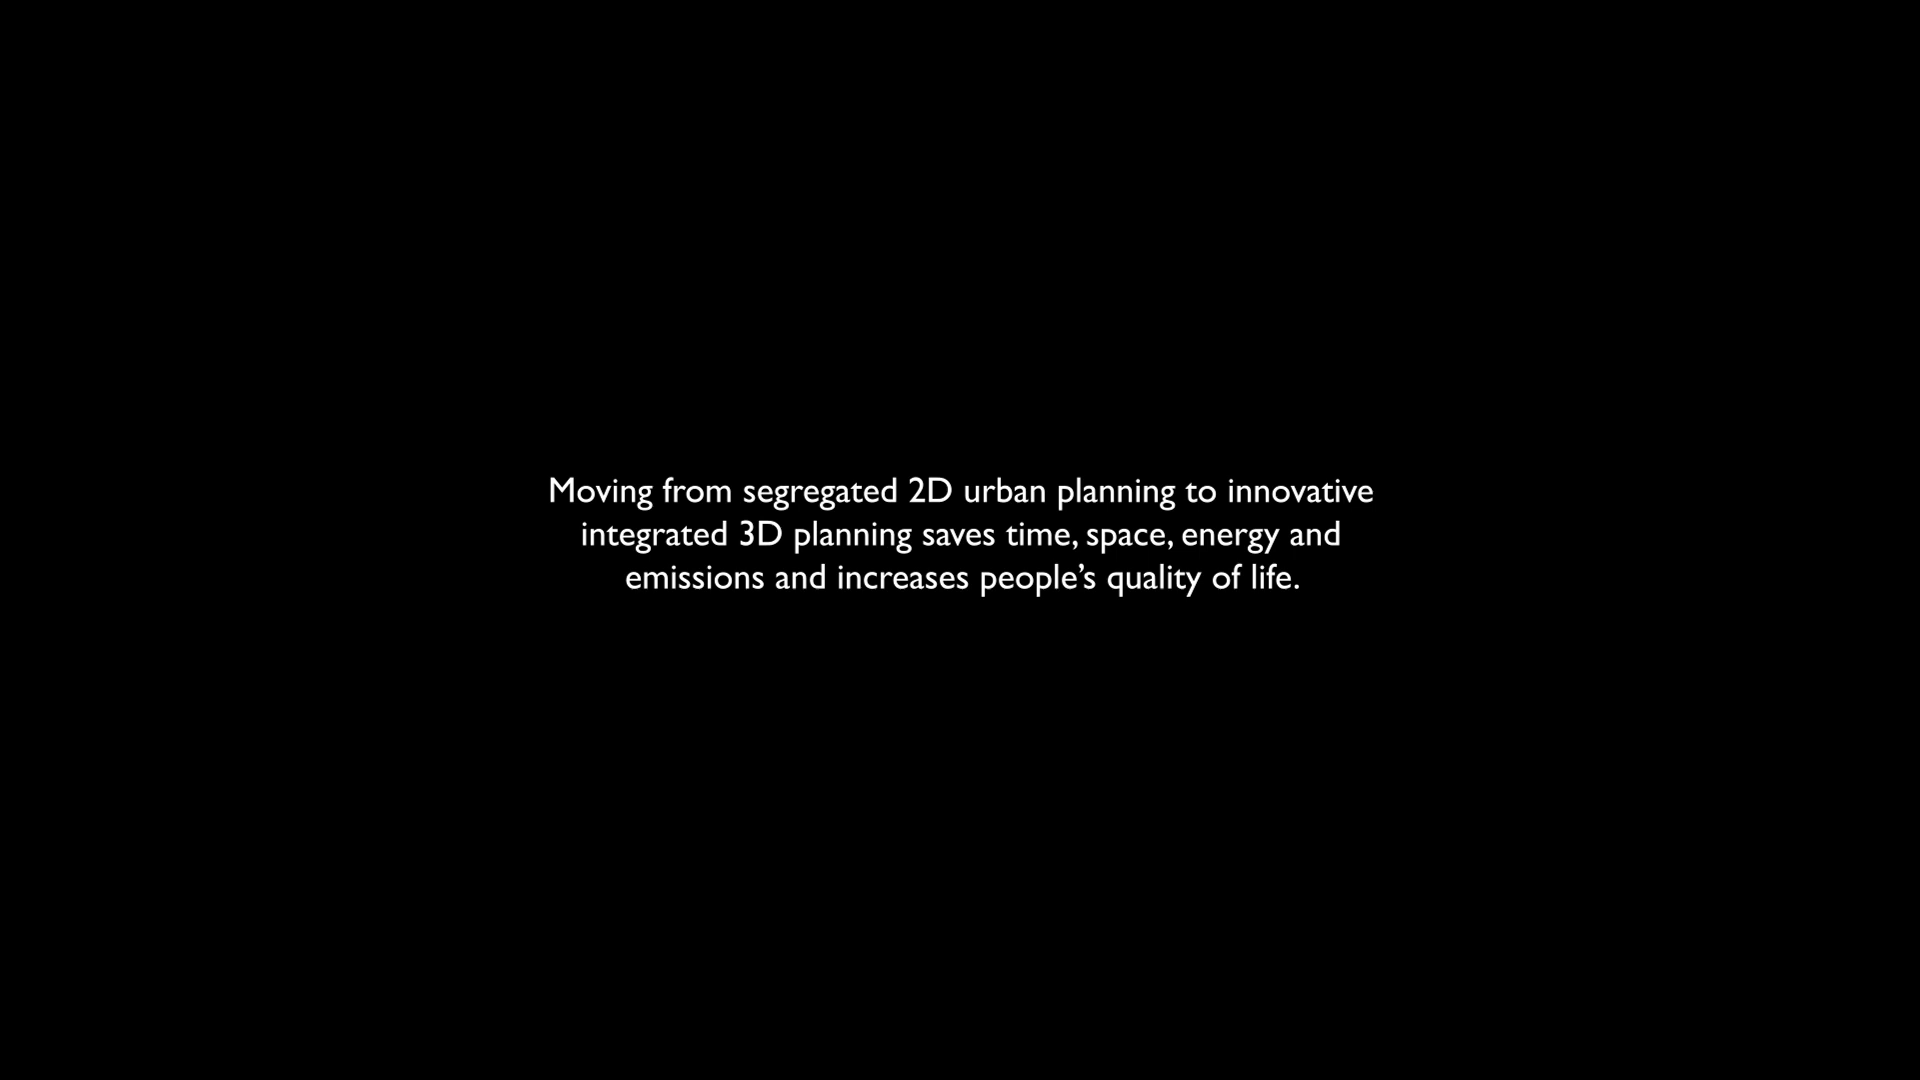 Moving from segregated 2D urban planning to innovative
integrated 3D planning saves time, space, energy and
emissions and increases people’s quality of life.